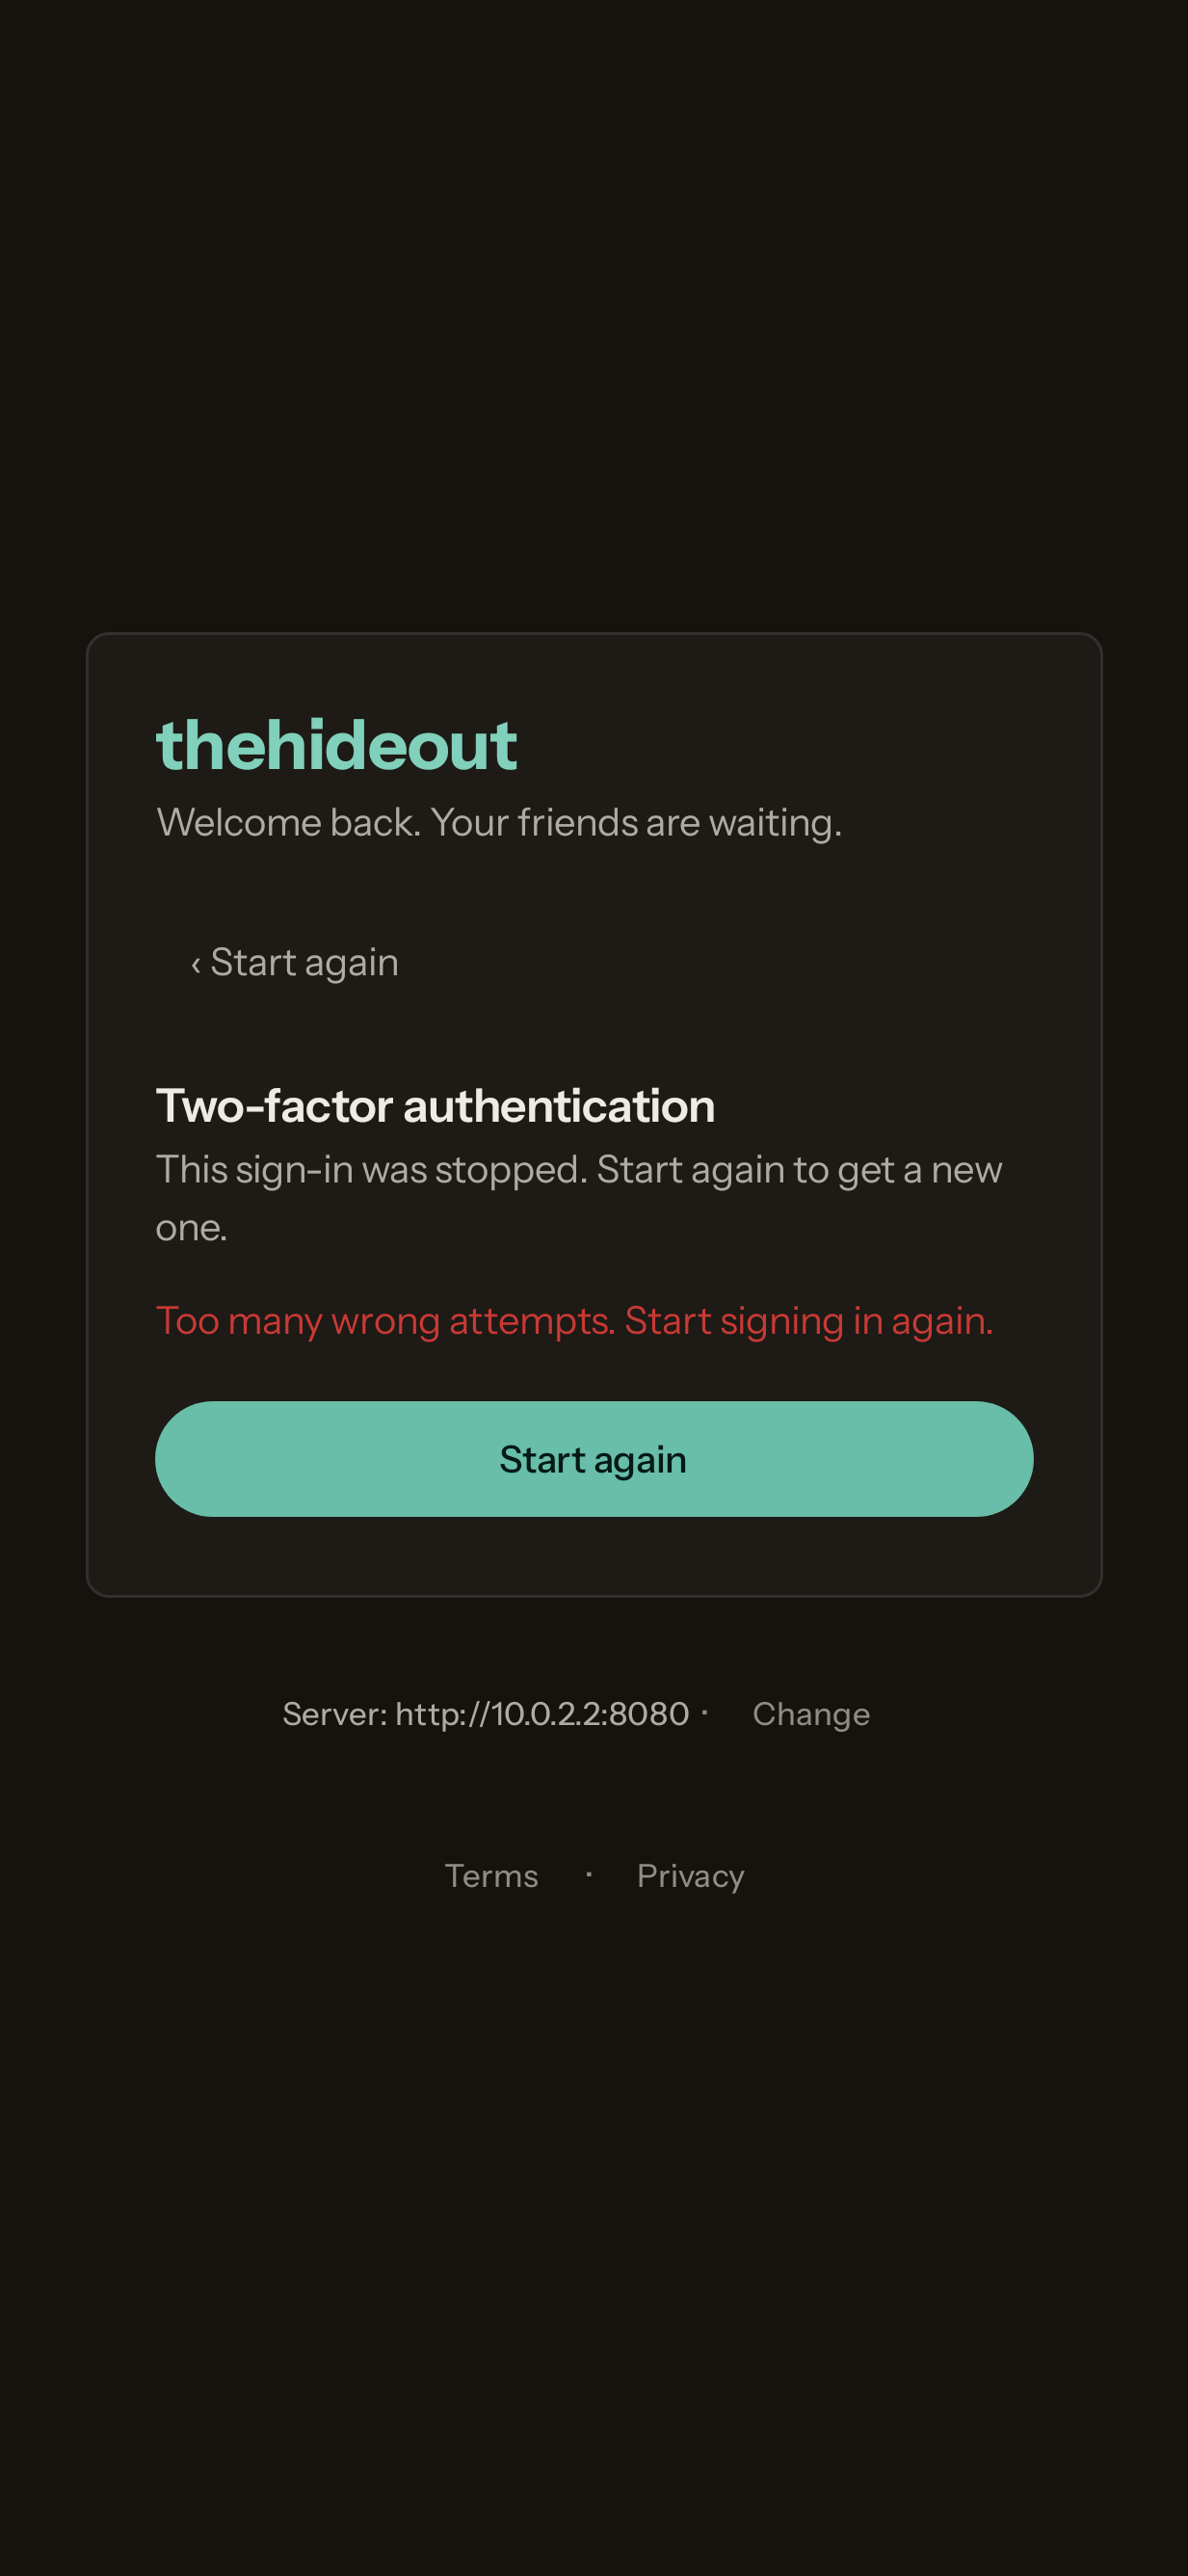 thehideout
Welcome back. Your friends are waiting.
‹ Start again
Two-factor authentication
This sign-in was stopped. Start again to get a new
one.
Too many wrong attempts. Start signing in again.
Start again
Server: http://10.0.2.2:8080 · Change
Terms · Privacy